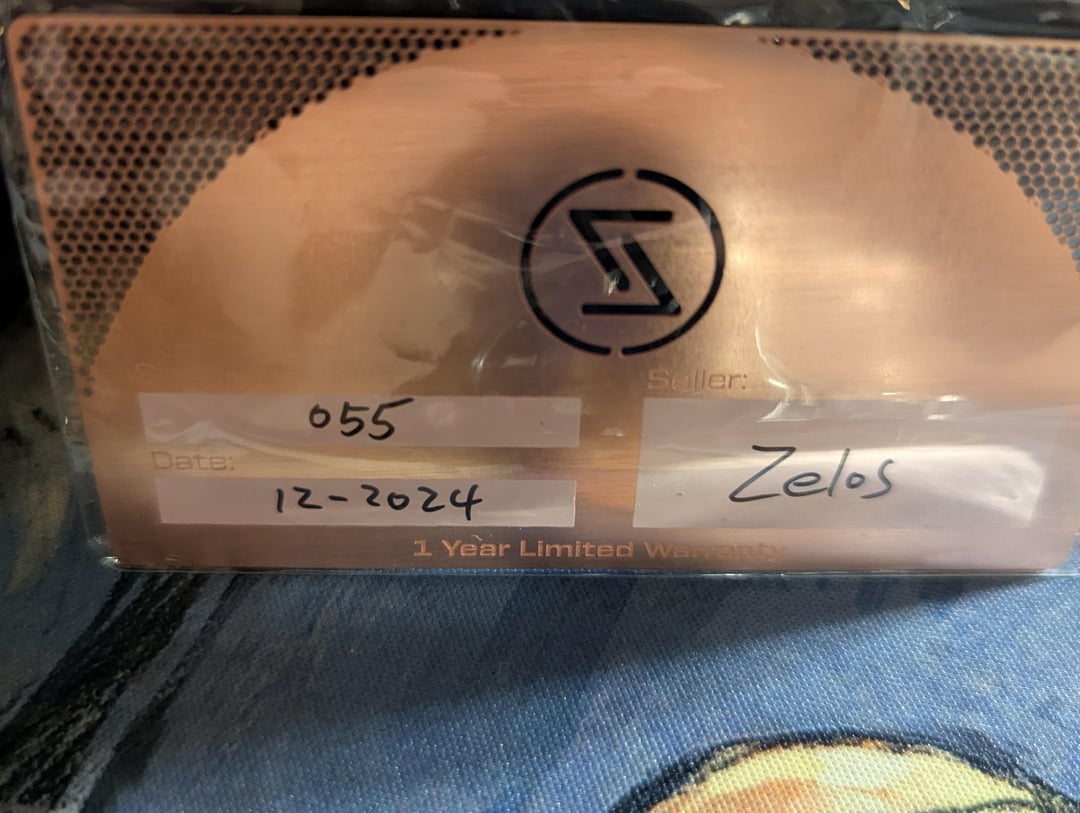 Seller:
055
Date:
Zelos
12-2024
1 Year Limited Warranty